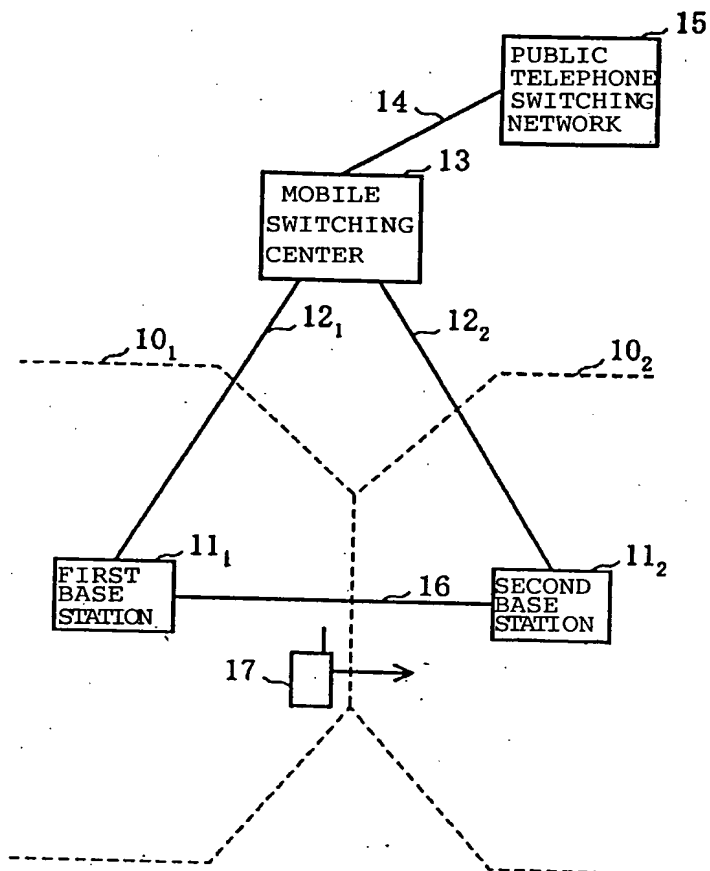 15
PUBLIC
TELEPHONE
SWITCHING
NETWORK
14
13
MOBILE
SWITCHING
CENTER
12₁
12₂
10₁
10₂
11₁
FIRST
BASE
STATION
16
11₂
SECOND
BASE
STATION
17